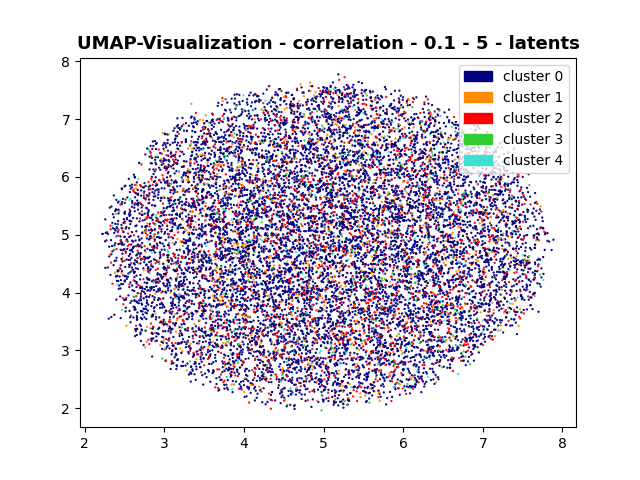 UMAP-Visualization - correlation - 0.1 - 5 - latents
8
7
6
5
4
3
2
cluster 0
cluster 1
cluster 2
cluster 3
cluster 4
2 3 4 5 6 7 8